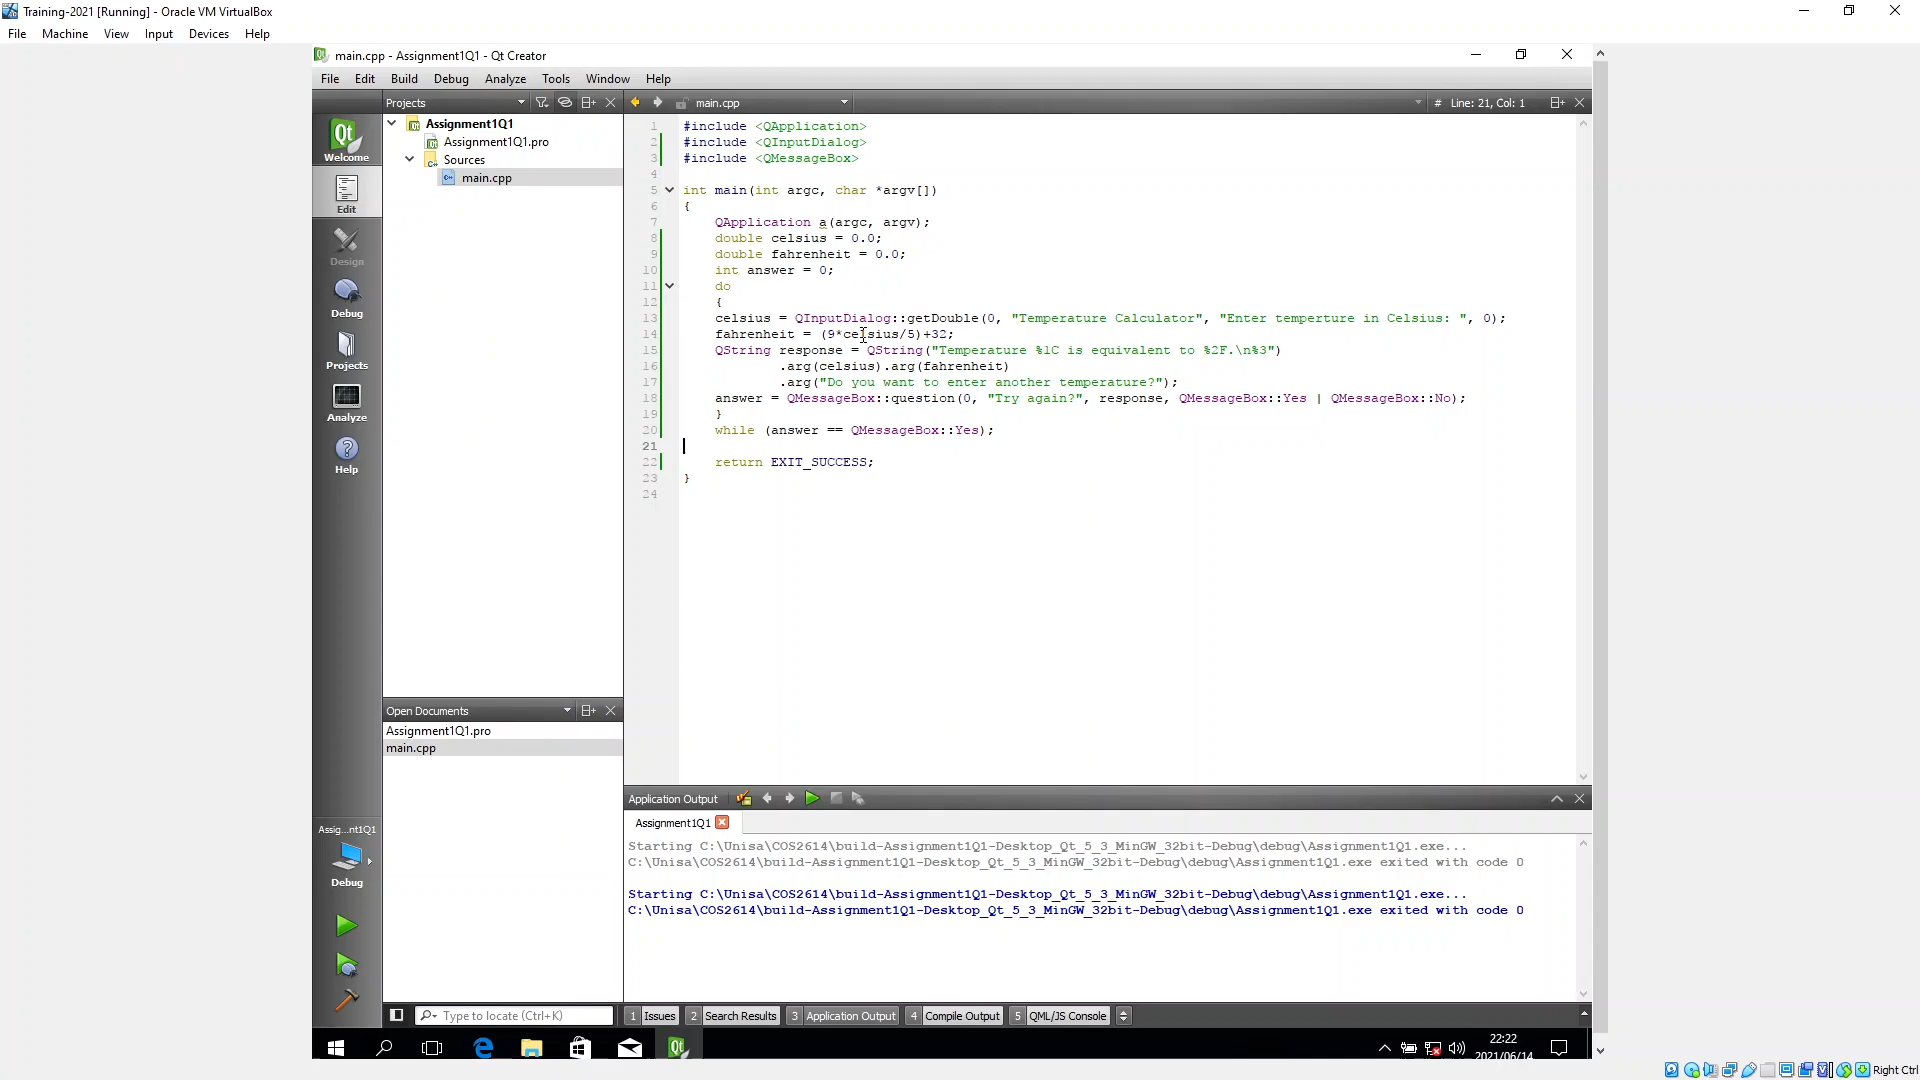 Training-2021 [Running] - Oracle VM VirtualBox
File Machine View Input Devices Help
main.cpp - Assignment1Q1 - Qt Creator
File Edit Build Debug Analyze Tools Window Help
Projects
main.cpp
# Line: 21, Col: 1
Assignment1Q1
Assignment1Q1.pro
Sources
main.cpp
Qt
Welcome
Edit
Design
Debug
Projects
Analyze
Help
1 #include <QApplication>
2 #include <QInputDialog>
3 #include <QMessageBox>
4
5 int main(int argc, char *argv[])
6 {
7 QApplication a(argc, argv);
8 double celsius = 0.0;
9 double fahrenheit = 0.0;
10 int answer = 0;
11 do
12 {
13 celsius = QInputDialog::getDouble(0, "Temperature Calculator", "Enter temperture in Celsius: ", 0);
14 fahrenheit = (9*celsius/5)+32;
15 QString response = QString("Temperature %1C is equivalent to %2F.\n%3")
16 .arg(celsius).arg(fahrenheit)
17 .arg("Do you want to enter another temperature?");
18 answer = QMessageBox::question(0, "Try again?", response, QMessageBox::Yes | QMessageBox::No);
19 }
20 while (answer == QMessageBox::Yes);
21
22 return EXIT_SUCCESS;
23 }
24
Open Documents
Assignment1Q1.pro
main.cpp
Application Output
Assignment1Q1
Starting C:\Unisa\COS2614\build-Assignment1Q1-Desktop_Qt_5_3_MinGW_32bit-Debug\debug\Assignment1Q1.exe...
C:\Unisa\COS2614\build-Assignment1Q1-Desktop_Qt_5_3_MinGW_32bit-Debug\debug\Assignment1Q1.exe exited with code 0
Starting C:\Unisa\COS2614\build-Assignment1Q1-Desktop_Qt_5_3_MinGW_32bit-Debug\debug\Assignment1Q1.exe...
C:\Unisa\COS2614\build-Assignment1Q1-Desktop_Qt_5_3_MinGW_32bit-Debug\debug\Assignment1Q1.exe exited with code 0
Assig...nt1Q1
Debug
Type to locate (Ctrl+K)
1 Issues 2 Search Results 3 Application Output 4 Compile Output 5 QML/JS Console
22:22
2021/06/14
Right Ctrl